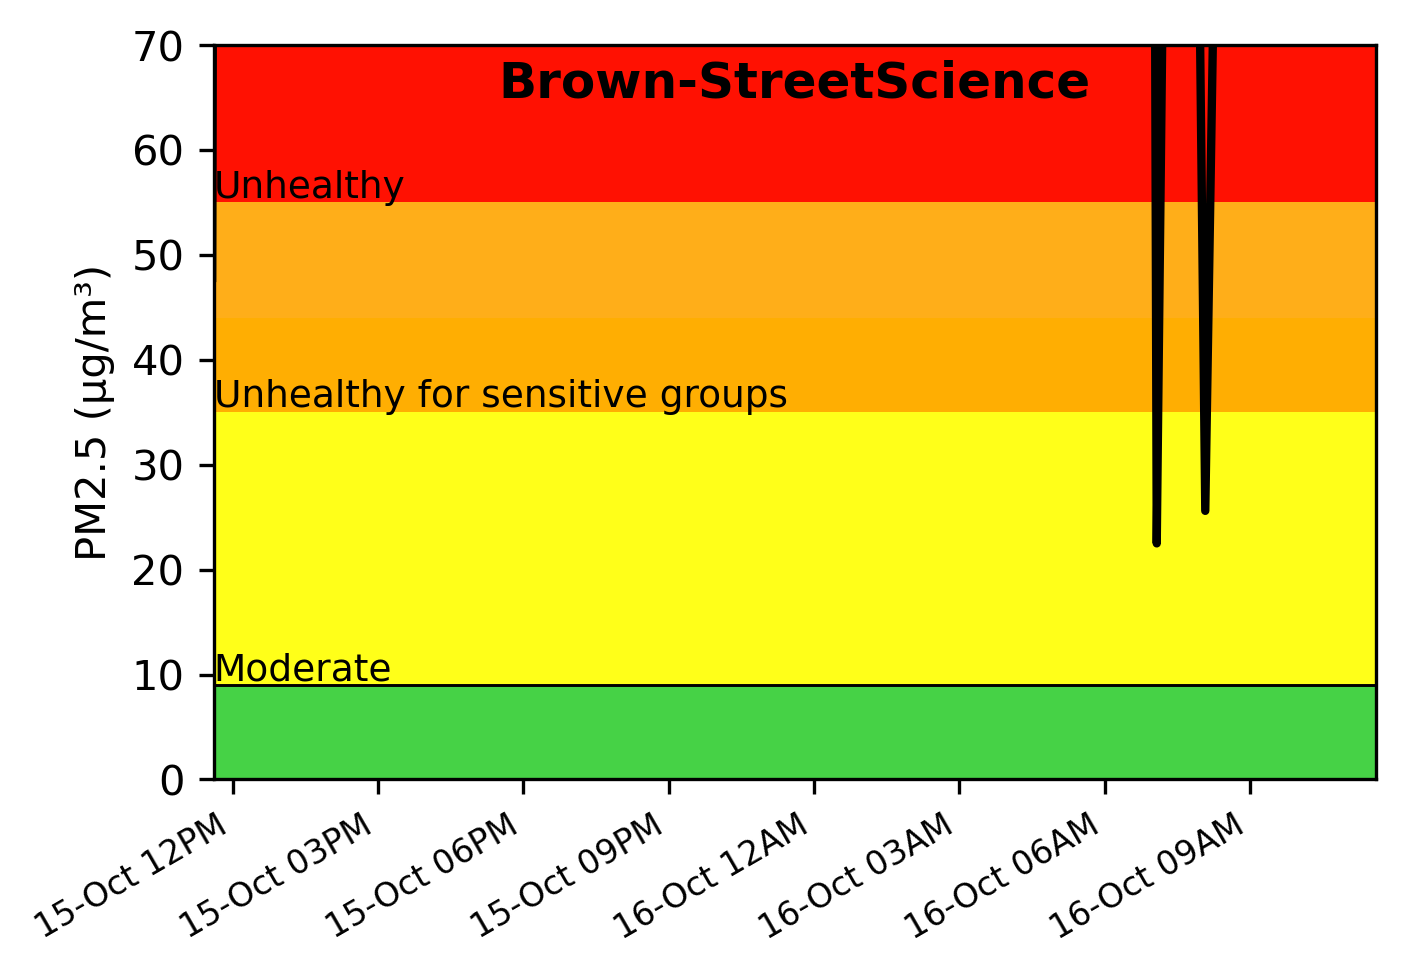 Brown-StreetScience
PM2.5 (µg/m³)
70
60
50
40
30
20
10
0
Unhealthy
Unhealthy for sensitive groups
Moderate
15-Oct 12PM
15-Oct 03PM
15-Oct 06PM
15-Oct 09PM
16-Oct 12AM
16-Oct 03AM
16-Oct 06AM
16-Oct 09AM